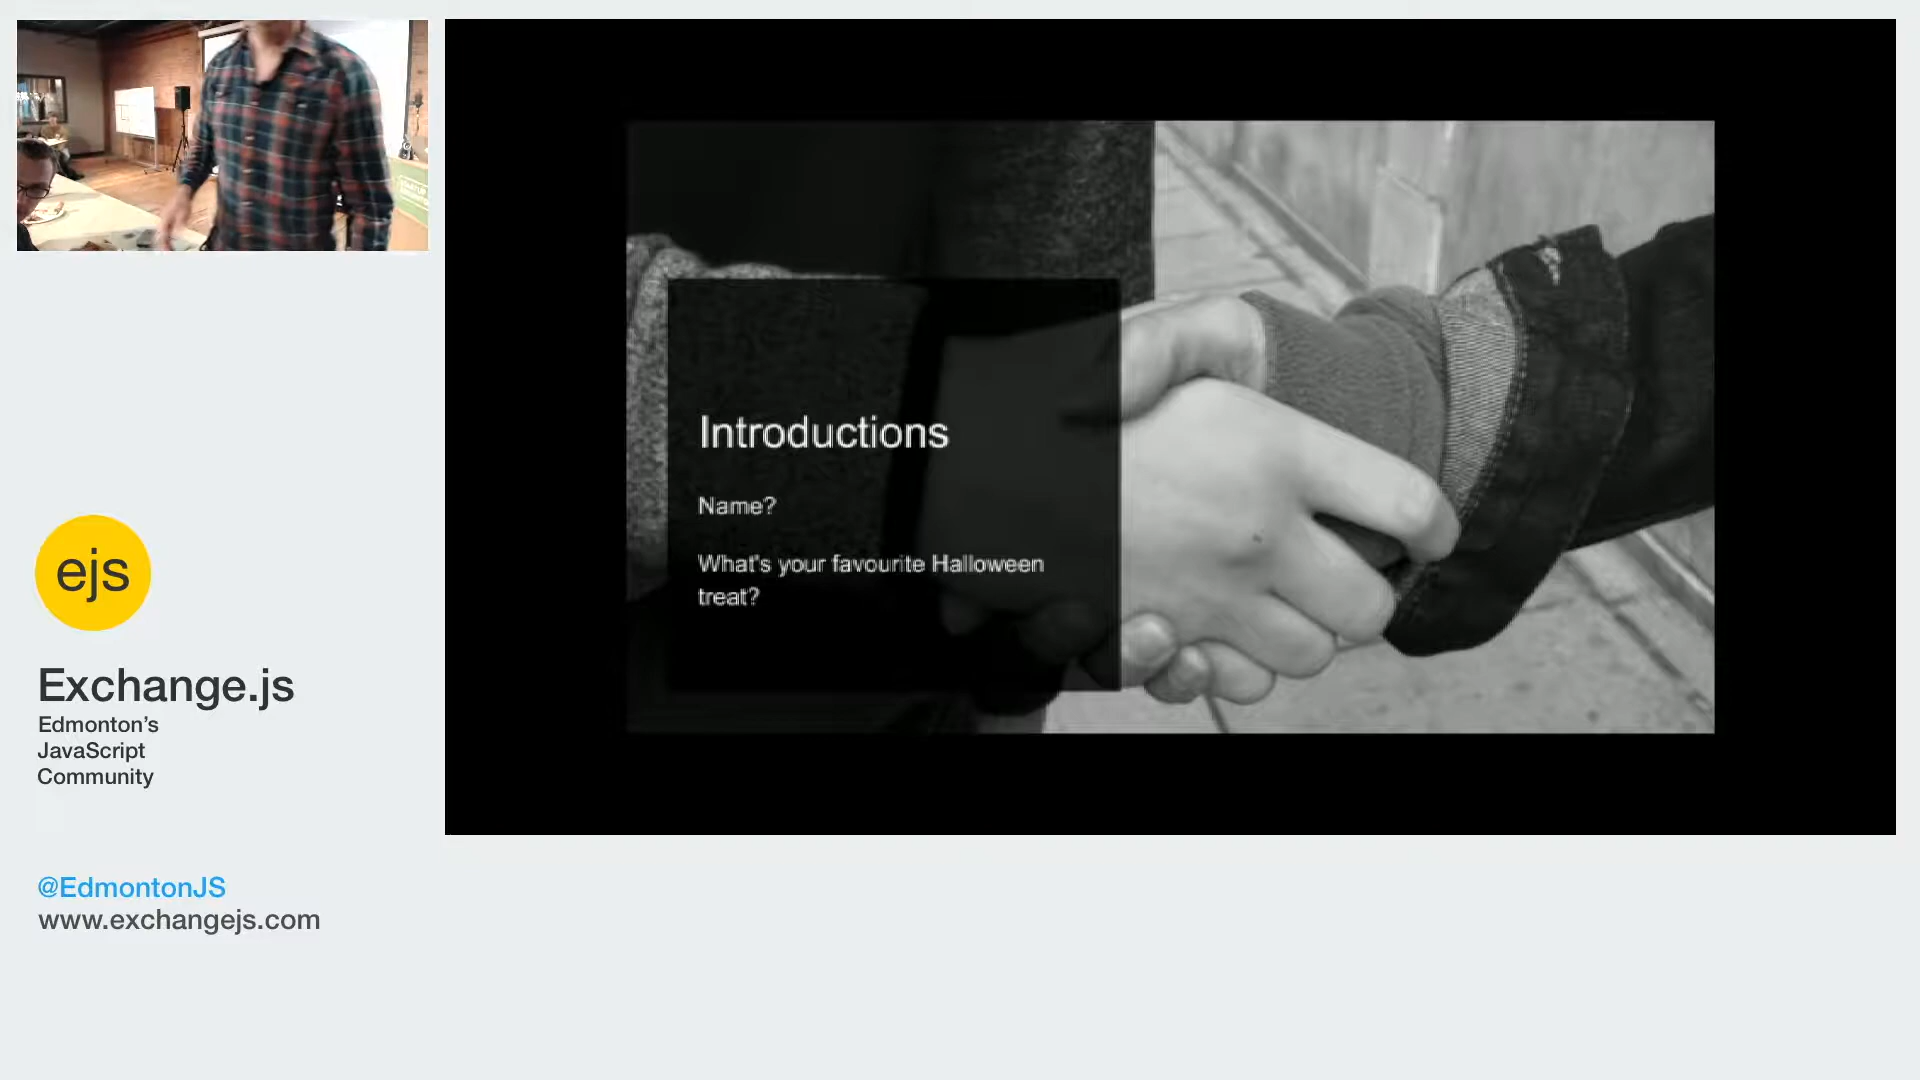 Introductions
Name?
What's your favourite Halloween
treat?
ejs
Exchange.js
Edmonton’s
JavaScript
Community
@EdmontonJS
www.exchangejs.com